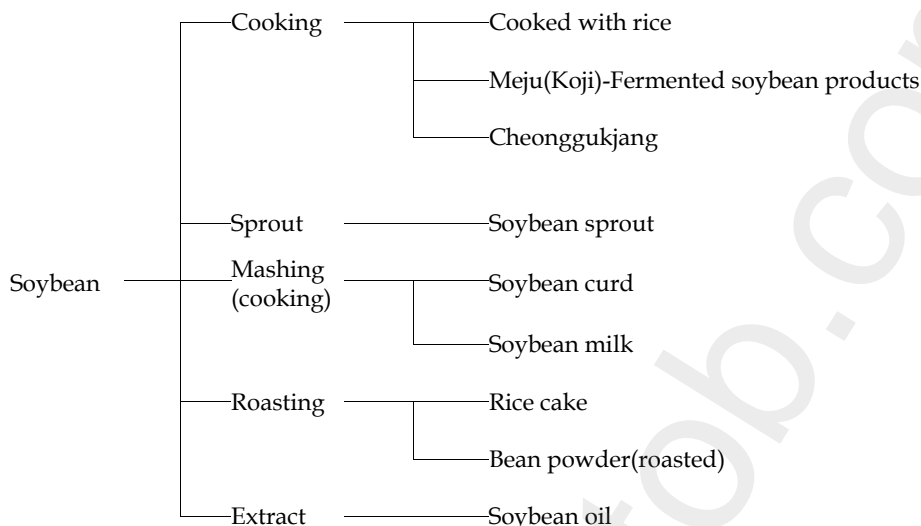 Cooking Cooked with rice
Meju(Koji)-Fermented soybean products
Cheonggukjang
Sprout Soybean sprout
Soybean Mashing Soybean curd
(cooking)
Soybean milk
Roasting Rice cake
Bean powder(roasted)
Extract Soybean oil